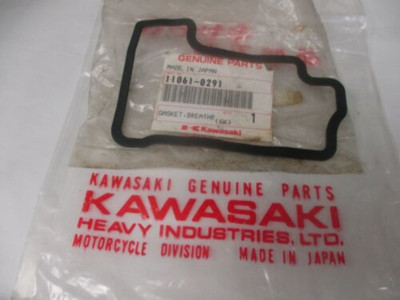 GENUINE PARTS
MADE IN JAPAN
11061-0291
GASKET,BREATHE
1
Kawasaki
KAWASAKI GENUINE PARTS
KAWASAKI
HEAVY INDUSTRIES, LTD.
MOTORCYCLE DIVISION MADE IN JAPAN